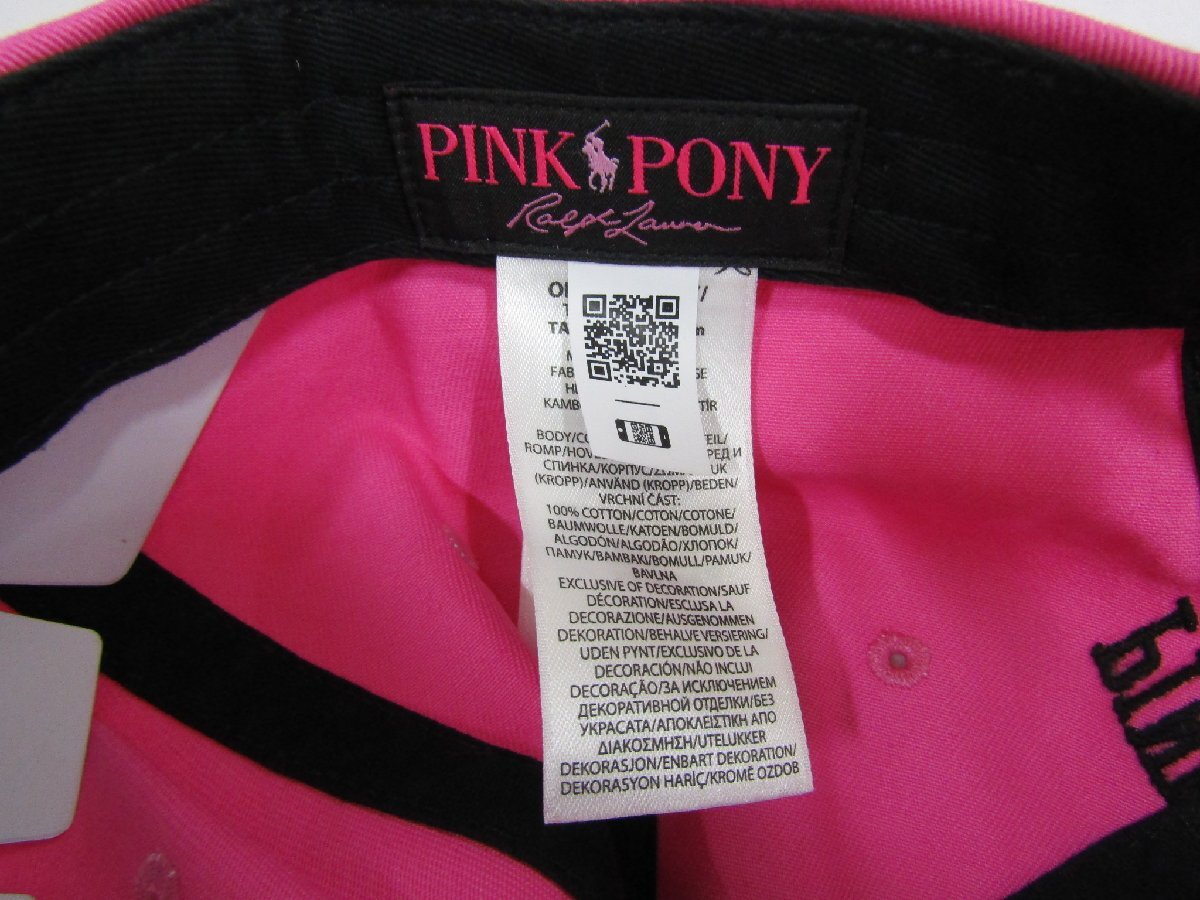 PINK PONY
Ralph Lauren
FAB
KAMB
BODY/
ROMP/
СПИНКА/КОРПУС/
(KROPP)/ANVÄND (KROPP)/BEDEN/
VRCHNÍ ČÁST:
100% COTTON/COTON/COTONE/
BAUMWOLLE/KATOEN/BOMULD/
ALGODÓN/ALGODÃO/ХЛОПОК/
ПАМУК/ΒΑΜΒΑΚΙ/BOMULL/PAMUK/
BAVLNA
EXCLUSIVE OF DECORATION/SAUF
DÉCORATION/ESCLUSA LA
DECORAZIONE/AUSGENOMMEN
DEKORATION/BEHALVE VERSIERING/
UDEN PYNT/EXCLUSIVO DE LA
DECORACIÓN/NÃO INCLUI
DECORAÇÃO/ЗА ИСКЛЮЧЕНИЕМ
ДЕКОРАТИВНОЙ ОТДЕЛКИ/БЕЗ
УКРАСАТА/ΑΠΟΚΛΕΙΣΤΙΚΗ ΑΠΟ
ΔΙΑΚΟΣΜΗΣΗ/UTELUKKER
DEKORASJON/ENBART DEKORATION/
DEKORASYON HARİÇ/KROMĚ OZDOB